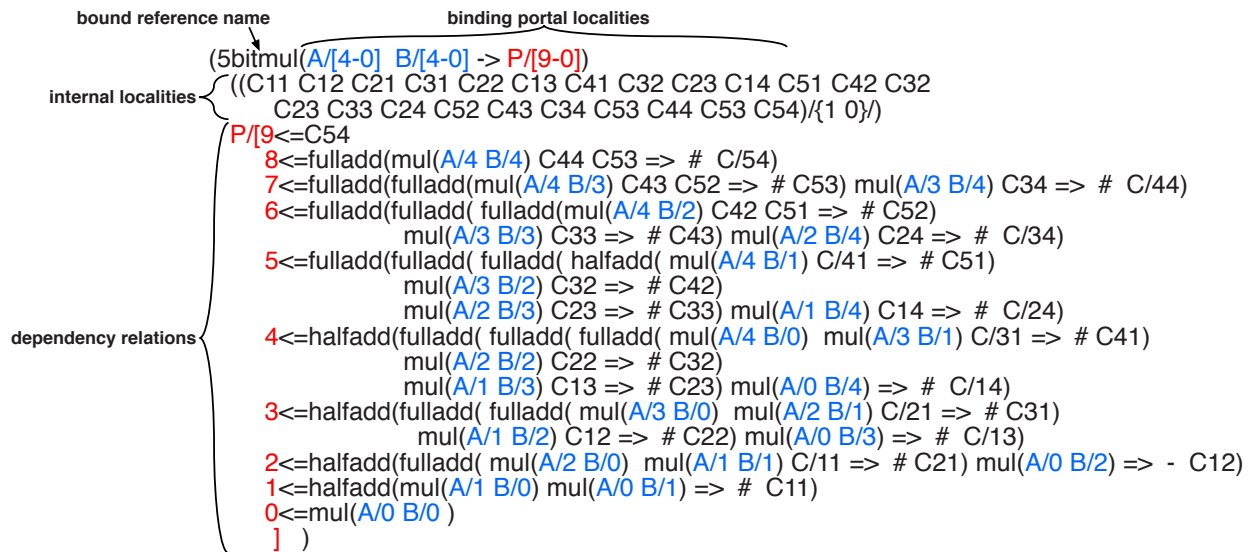 bound reference name
binding portal localities
(5bitmul(A/[4-0] B/[4-0] -> P/[9-0])
internal localities
((C11 C12 C21 C31 C22 C13 C41 C32 C23 C14 C51 C42 C32
C23 C33 C24 C52 C43 C34 C53 C44 C53 C54)/{1 0}/)
P/[9<=C54
8<=fulladd(mul(A/4 B/4) C44 C53 => # C/54)
7<=fulladd(fulladd(mul(A/4 B/3) C43 C52 => # C53) mul(A/3 B/4) C34 => # C/44)
6<=fulladd(fulladd( fulladd(mul(A/4 B/2) C42 C51 => # C52)
mul(A/3 B/3) C33 => # C43) mul(A/2 B/4) C24 => # C/34)
5<=fulladd(fulladd( fulladd( halfadd( mul(A/4 B/1) C/41 => # C51)
mul(A/3 B/2) C32 => # C42)
mul(A/2 B/3) C23 => # C33) mul(A/1 B/4) C14 => # C/24)
dependency relations
4<=halfadd(fulladd( fulladd( fulladd( mul(A/4 B/0) mul(A/3 B/1) C/31 => # C41)
mul(A/2 B/2) C22 => # C32)
mul(A/1 B/3) C13 => # C23) mul(A/0 B/4) => # C/14)
3<=halfadd(fulladd( fulladd( mul(A/3 B/0) mul(A/2 B/1) C/21 => # C31)
mul(A/1 B/2) C12 => # C22) mul(A/0 B/3) => # C/13)
2<=halfadd(fulladd( mul(A/2 B/0) mul(A/1 B/1) C/11 => # C21) mul(A/0 B/2) => - C12)
1<=halfadd(mul(A/1 B/0) mul(A/0 B/1) => # C11)
0<=mul(A/0 B/0 )
] )